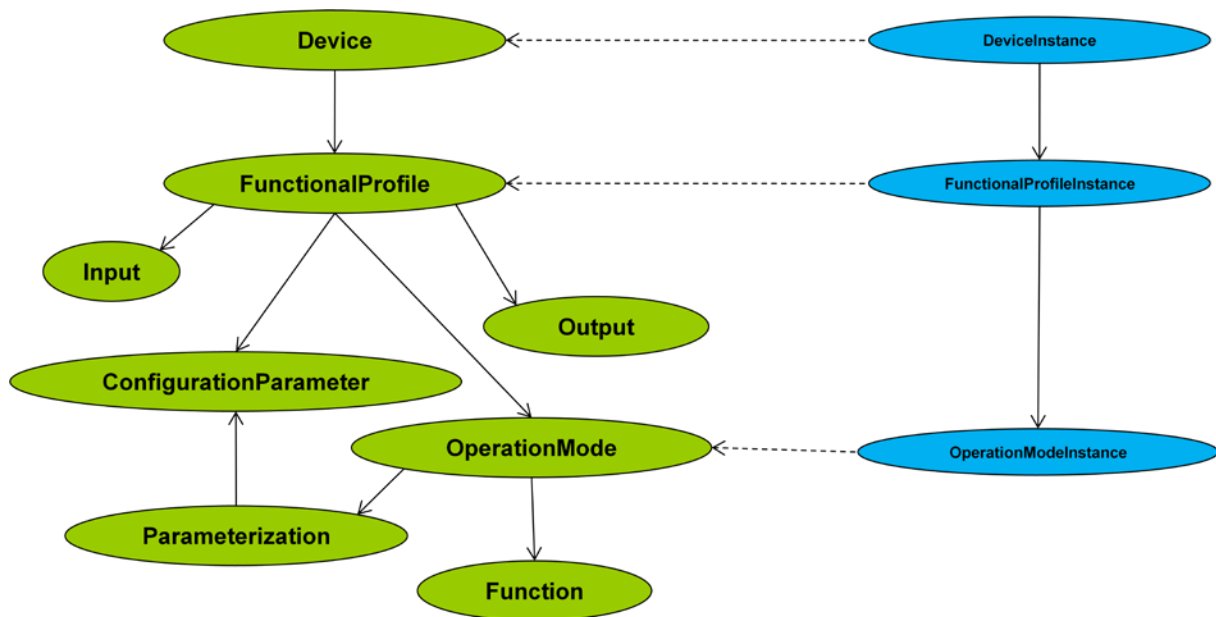 Device
DeviceInstance
FunctionalProfile
FunctionalProfileInstance
Input
Output
ConfigurationParameter
OperationMode
OperationModeInstance
Parameterization
Function